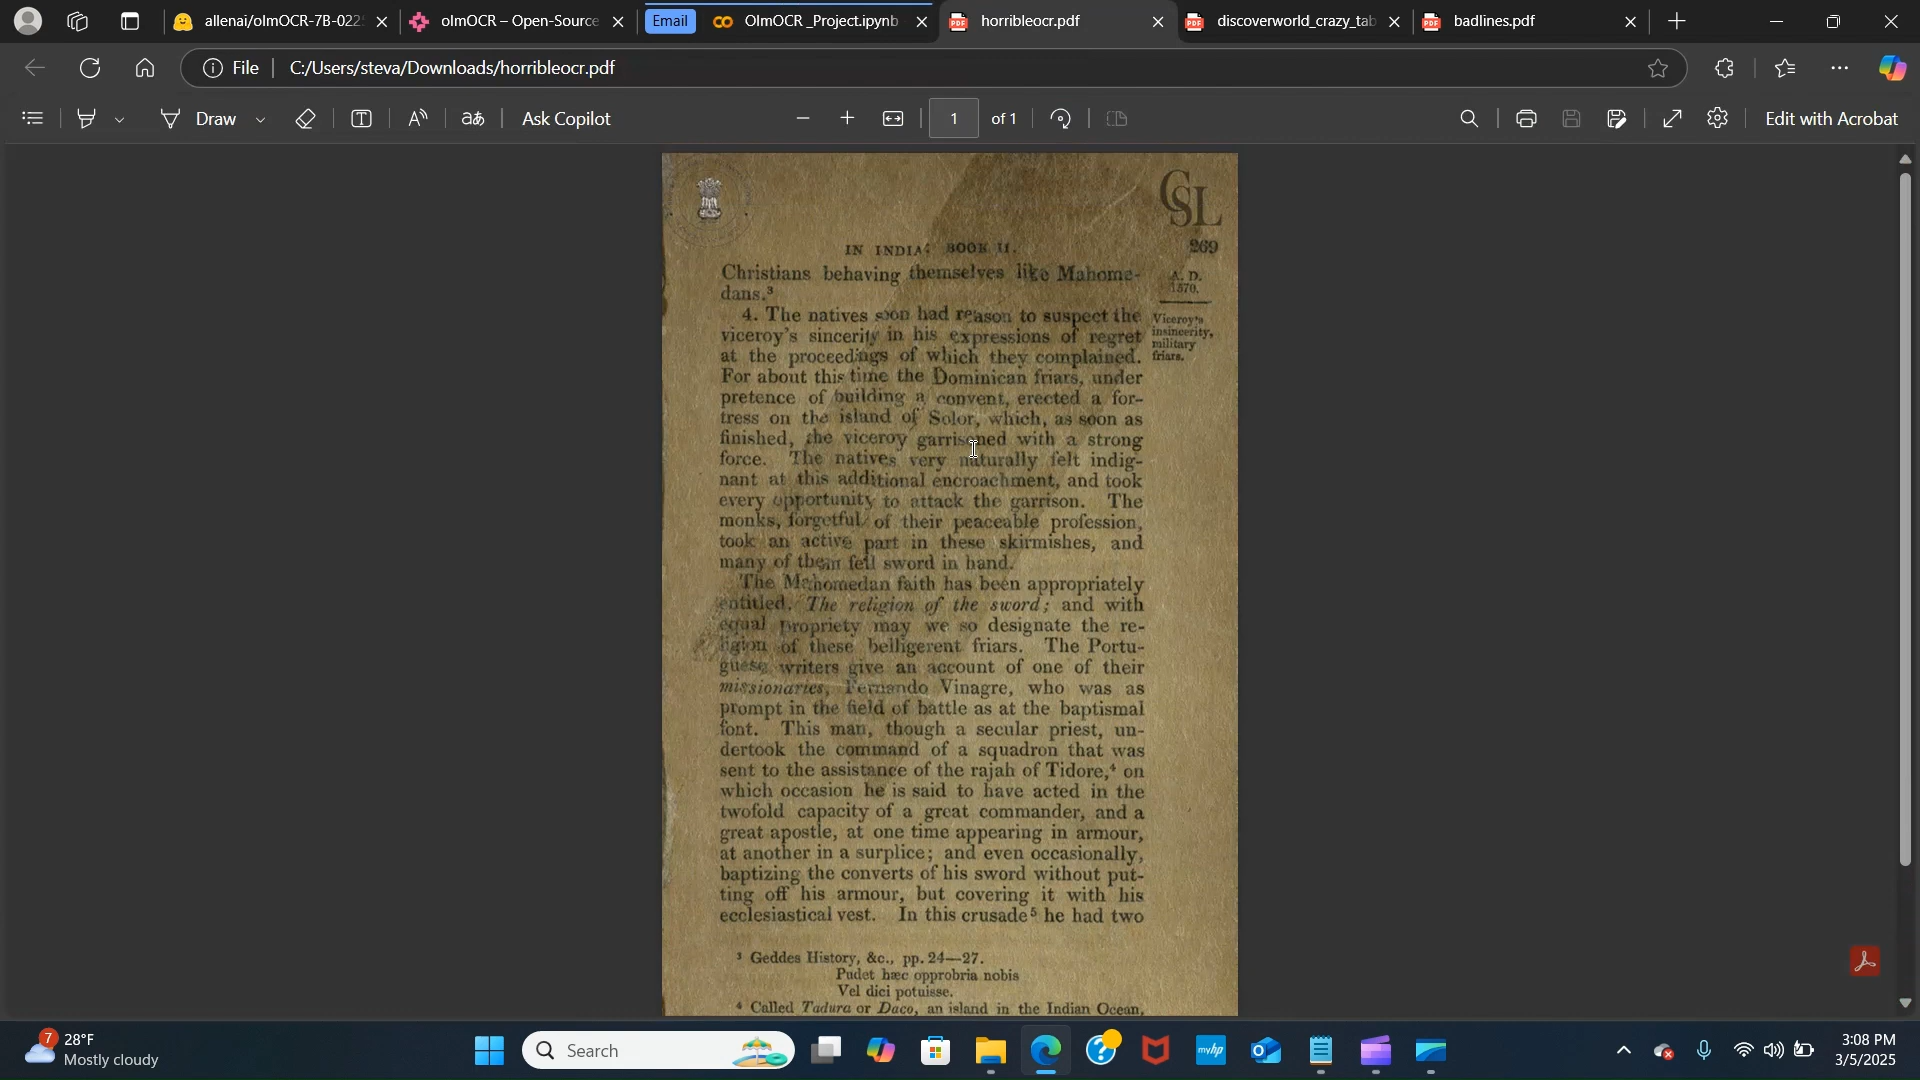 allenai/olmOCR-7B-022
olmOCR – Open-Source
Email
OlmOCR _Project.ipynb
horribleocr.pdf
discoverworld_crazy_tab
badlines.pdf
File
C:/Users/steva/Downloads/horribleocr.pdf
Draw
aあ
Ask Copilot
1 of 1
Edit with Acrobat
CSL
IN INDIA: BOOK II. 269
Christians behaving themselves like Mahome-
dans.³
A. D.
1570.
4. The natives soon had reason to suspect the
viceroy's sincerity in his expressions of regret
at the proceedings of which they complained.
Viceroy's
insincerity,
military
friars.
For about this time the Dominican friars, under
pretence of building a convent, erected a for-
tress on the island of Solor, which, as soon as
finished, the viceroy garrisoned with a strong
force. The natives very naturally felt indig-
nant at this additional encroachment, and took
every opportunity to attack the garrison. The
monks, forgetful of their peaceable profession,
took an active part in these skirmishes, and
many of them fell sword in hand.
The Mahomedan faith has been appropriately
entitled. The religion of the sword; and with
equal propriety may we so designate the re-
ligion of these belligerent friars. The Portu-
guese writers give an account of one of their
missionaries, Fernando Vinagre, who was as
prompt in the field of battle as at the baptismal
font. This man, though a secular priest, un-
dertook the command of a squadron that was
sent to the assistance of the rajah of Tidore,⁴ on
which occasion he is said to have acted in the
twofold capacity of a great commander, and a
great apostle, at one time appearing in armour,
at another in a surplice; and even occasionally,
baptizing the converts of his sword without put-
ting off his armour, but covering it with his
ecclesiastical vest. In this crusade⁵ he had two
³ Geddes History, &c., pp. 24—27.
Pudet hæc opprobria nobis
Vel dici potuisse.
⁴ Called Tadura or Daco, an island in the Indian Ocean,
7
28°F
Mostly cloudy
Search
myhp
3:08 PM
3/5/2025